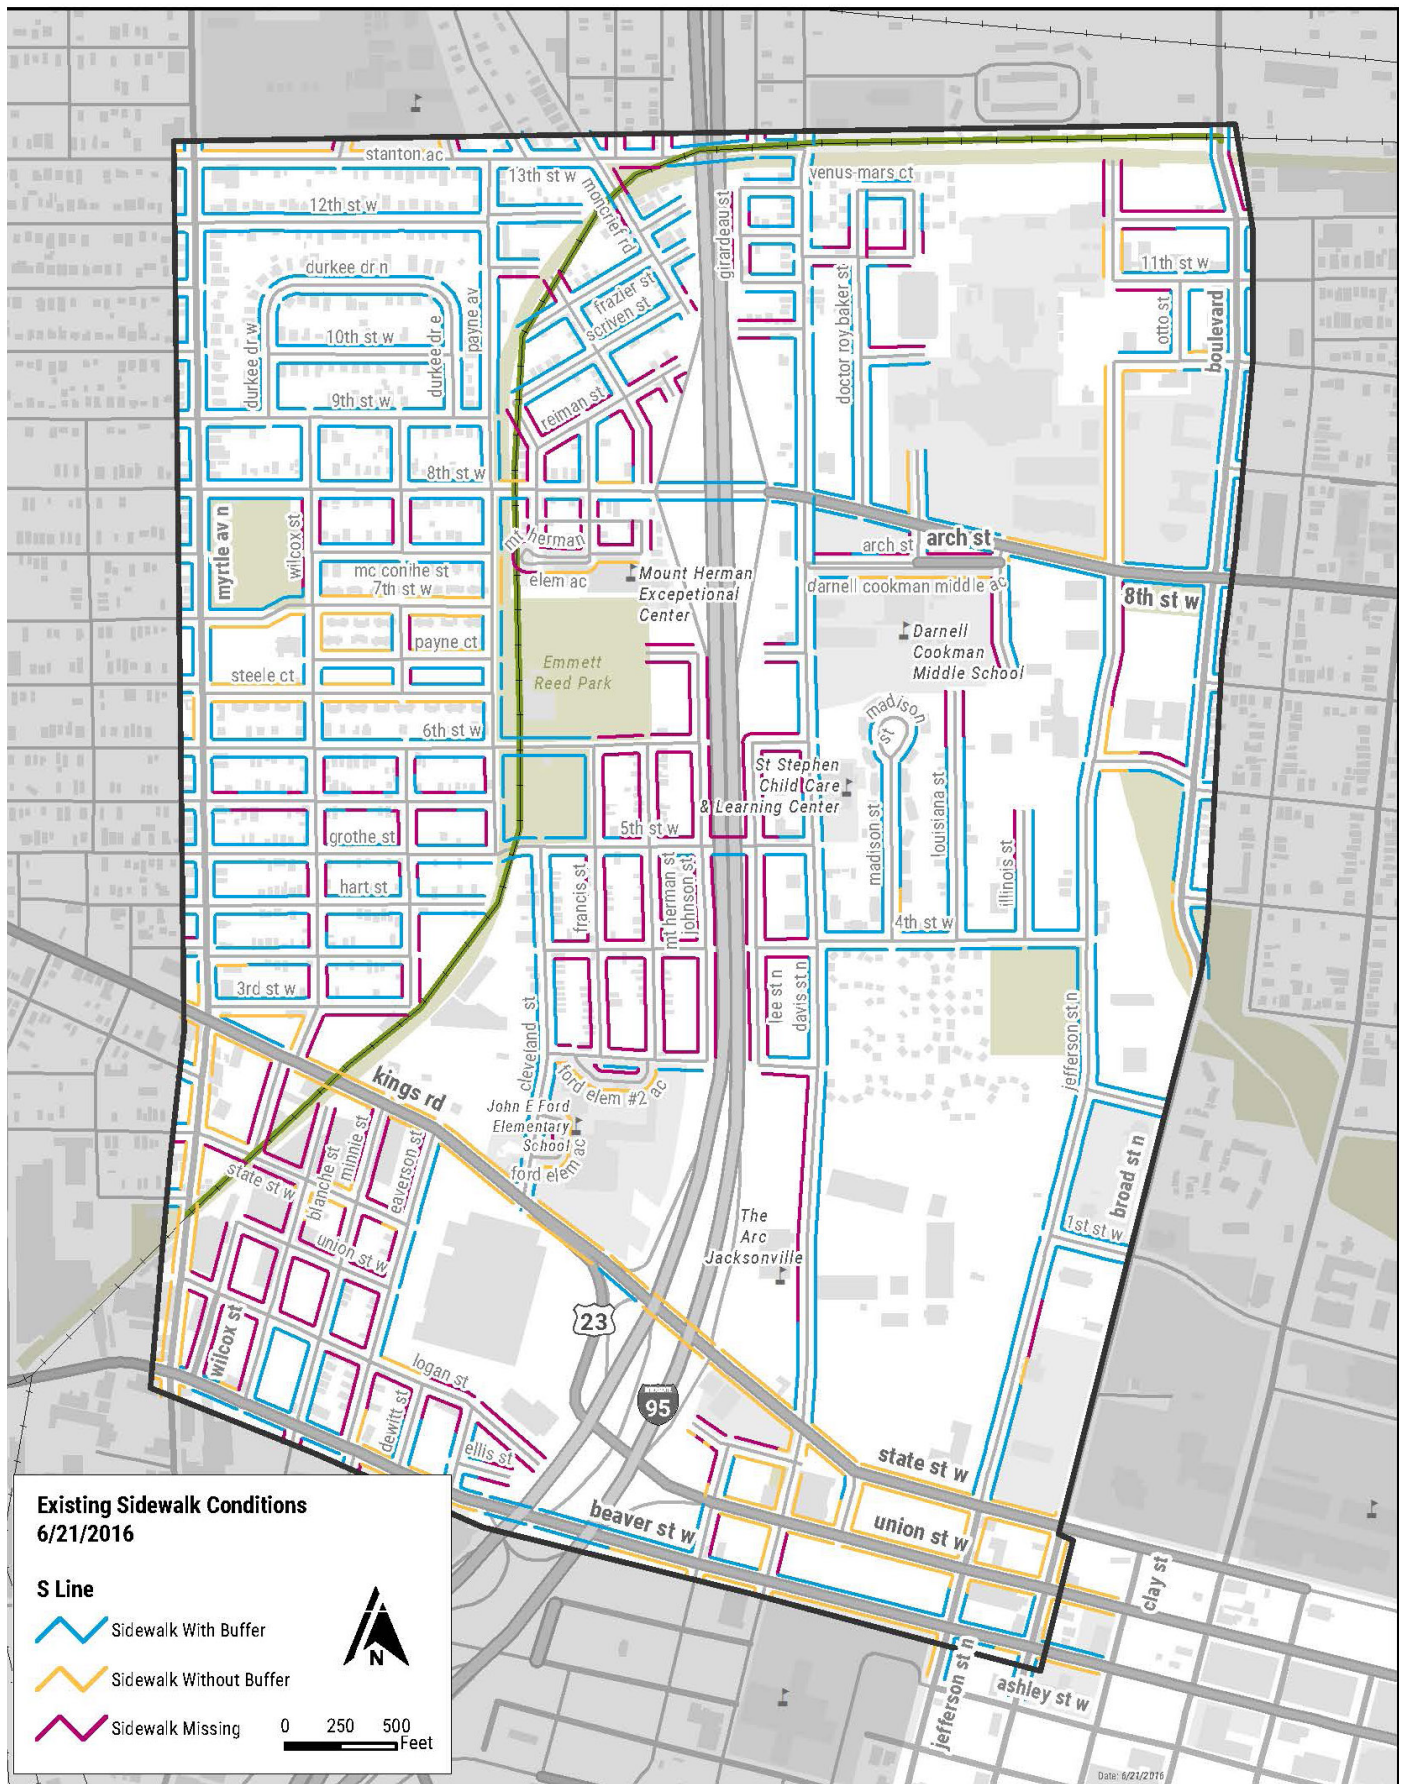 stanton ac
13th st w
venus mars ct
12th st w
moncrief rd
girardeau st
11th st w
durkee dr n
frazier st
scriven st
otto st
boulevard
10th st w
durkee dr w
durkee dr e
payne av
doctor roy baker st
9th st w
reiman st
8th st w
myrtle av n
wilcox st
mt herman
arch st
arch st
mc conihe st
7th st w
elem ac
Mount Herman
Excepetional
Center
darnell cookman middle ac
8th st w
payne ct
Darnell
Cookman
Middle School
steele ct
Emmett
Reed Park
madison
st
6th st w
St Stephen
Child Care
& Learning Center
grothe st
5th st w
madison st
louisiana st
illinois st
hart st
francis st
mt herman st
johnson st
4th st w
3rd st w
cleveland st
lee st n
davis st n
jefferson st n
kings rd
ford elem #2 ac
John E Ford
Elementary
School
ford elem ac
minnie st
blanche st
eaverson st
state st w
broad st n
1st st w
union st w
The
Arc
Jacksonville
23
wilcox st
logan st
95
dewitt st
ellis st
state st w
beaver st w
union st w
clay st
jefferson st n
ashley st w
Existing Sidewalk Conditions
6/21/2016
S Line
Sidewalk With Buffer
Sidewalk Without Buffer
Sidewalk Missing
N
0 250 500
Feet
Date: 6/21/2016